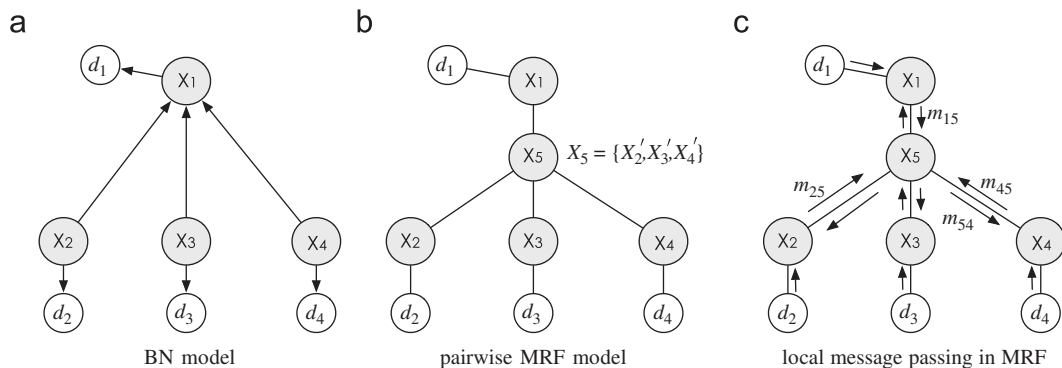 a
d1
X1
X2
X3
X4
d2
d3
d4
BN model
b
d1
X1
X5
X5 = {X2′,X3′,X4′}
X2
X3
X4
d2
d3
d4
pairwise MRF model
c
d1
X1
m15
X5
m25
m45
m54
X2
X3
X4
d2
d3
d4
local message passing in MRF